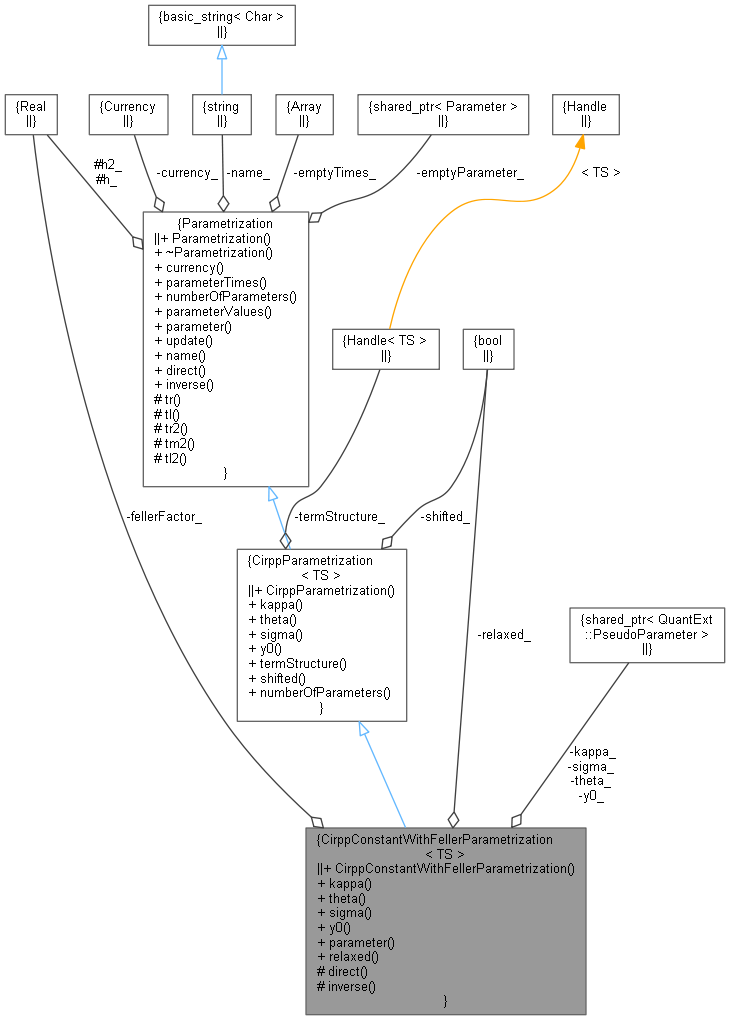 {basic_string< Char >
||}
{Real
||}
{Currency
||}
{string
||}
{Array
||}
{shared_ptr< Parameter >
||}
{Handle
||}
#h2_
#h_
-currency_
-name_
-emptyTimes_
-emptyParameter_
< TS >
{Parametrization
||+ Parametrization()
+ ~Parametrization()
+ currency()
+ parameterTimes()
+ numberOfParameters()
+ parameterValues()
+ parameter()
+ update()
+ name()
+ direct()
+ inverse()
# tr()
# tl()
# tr2()
# tm2()
# tl2()
}
{Handle< TS >
||}
{bool
||}
-fellerFactor_
-termStructure_
-shifted_
{CirppParametrization
< TS >
||+ CirppParametrization()
+ kappa()
+ theta()
+ sigma()
+ y0()
+ termStructure()
+ shifted()
+ numberOfParameters()
}
-relaxed_
{shared_ptr< QuantExt
::PseudoParameter >
||}
-kappa_
-sigma_
-theta_
-y0_
{CirppConstantWithFellerParametrization
< TS >
||+ CirppConstantWithFellerParametrization()
+ kappa()
+ theta()
+ sigma()
+ y0()
+ parameter()
+ relaxed()
# direct()
# inverse()
}